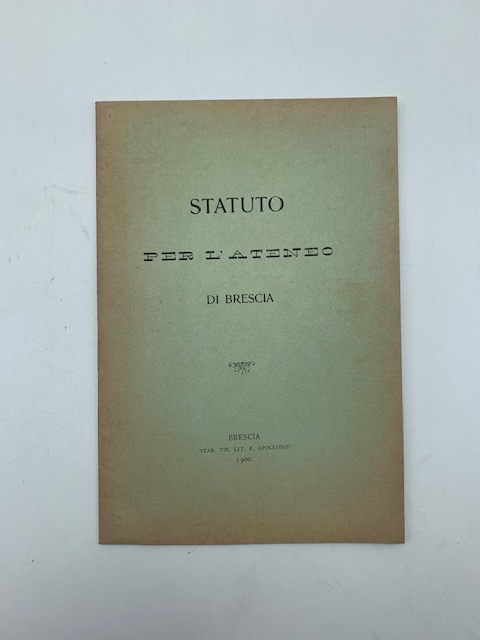 STATUTO
PER L'ATENEO
DI BRESCIA
BRESCIA
STAB. TIP. LIT. F. APOLLONIO
1900.